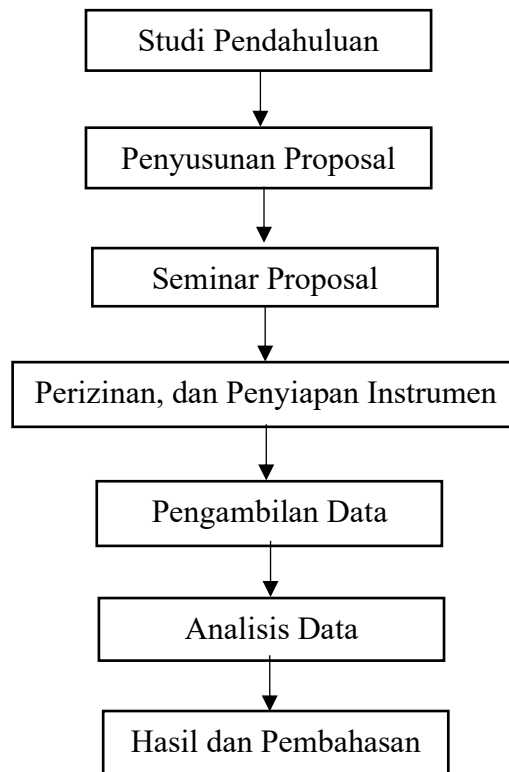 Studi Pendahuluan
Penyusunan Proposal
Seminar Proposal
Perizinan, dan Penyiapan Instrumen
Pengambilan Data
Analisis Data
Hasil dan Pembahasan